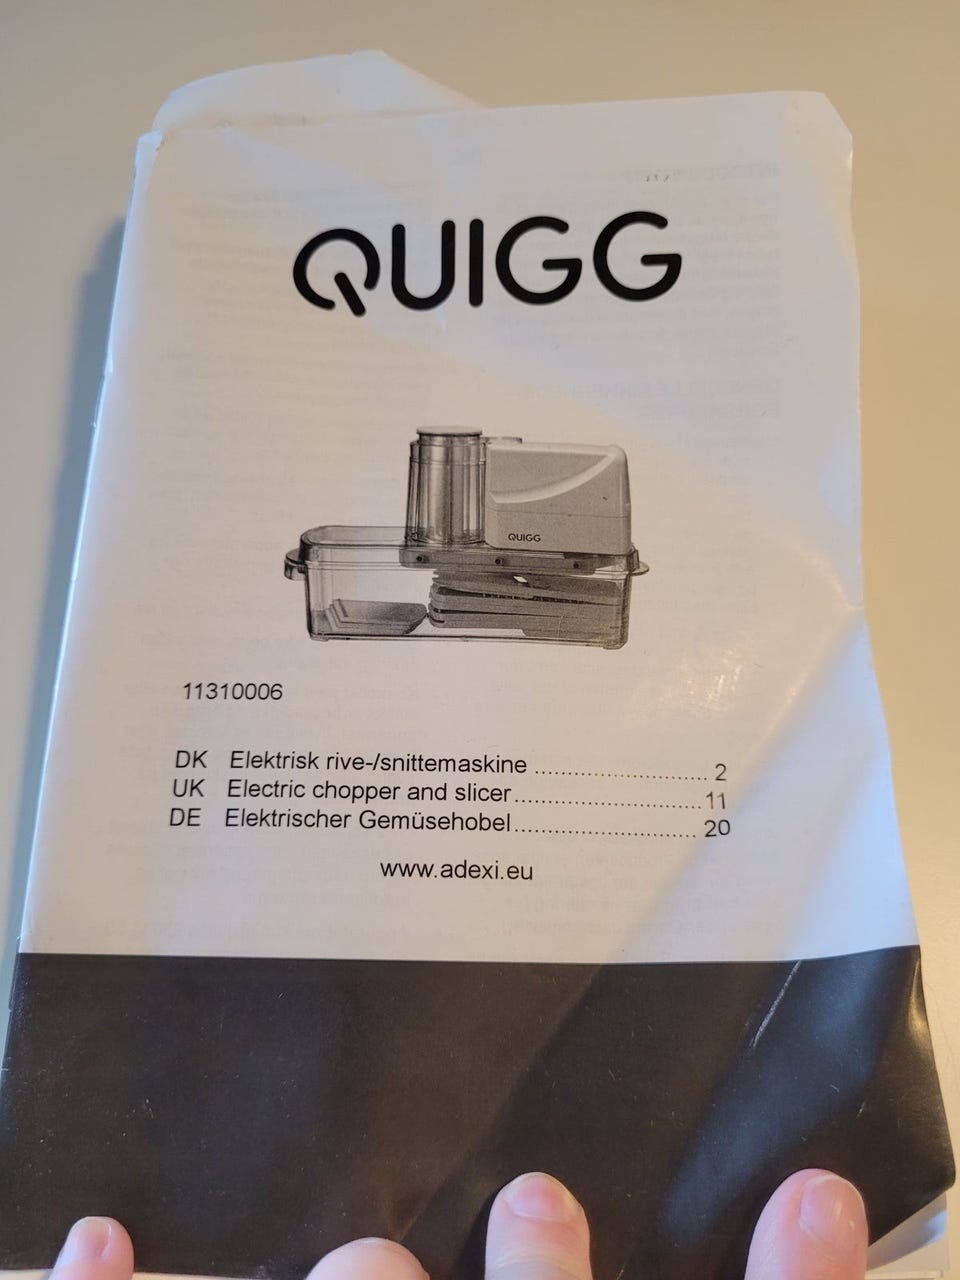 QUIGG
QUIGG
11310006
DK Elektrisk rive-/snittemaskine .......................... 2
UK Electric chopper and slicer ............................ 11
DE Elektrischer Gemüsehobel ............................ 20
www.adexi.eu